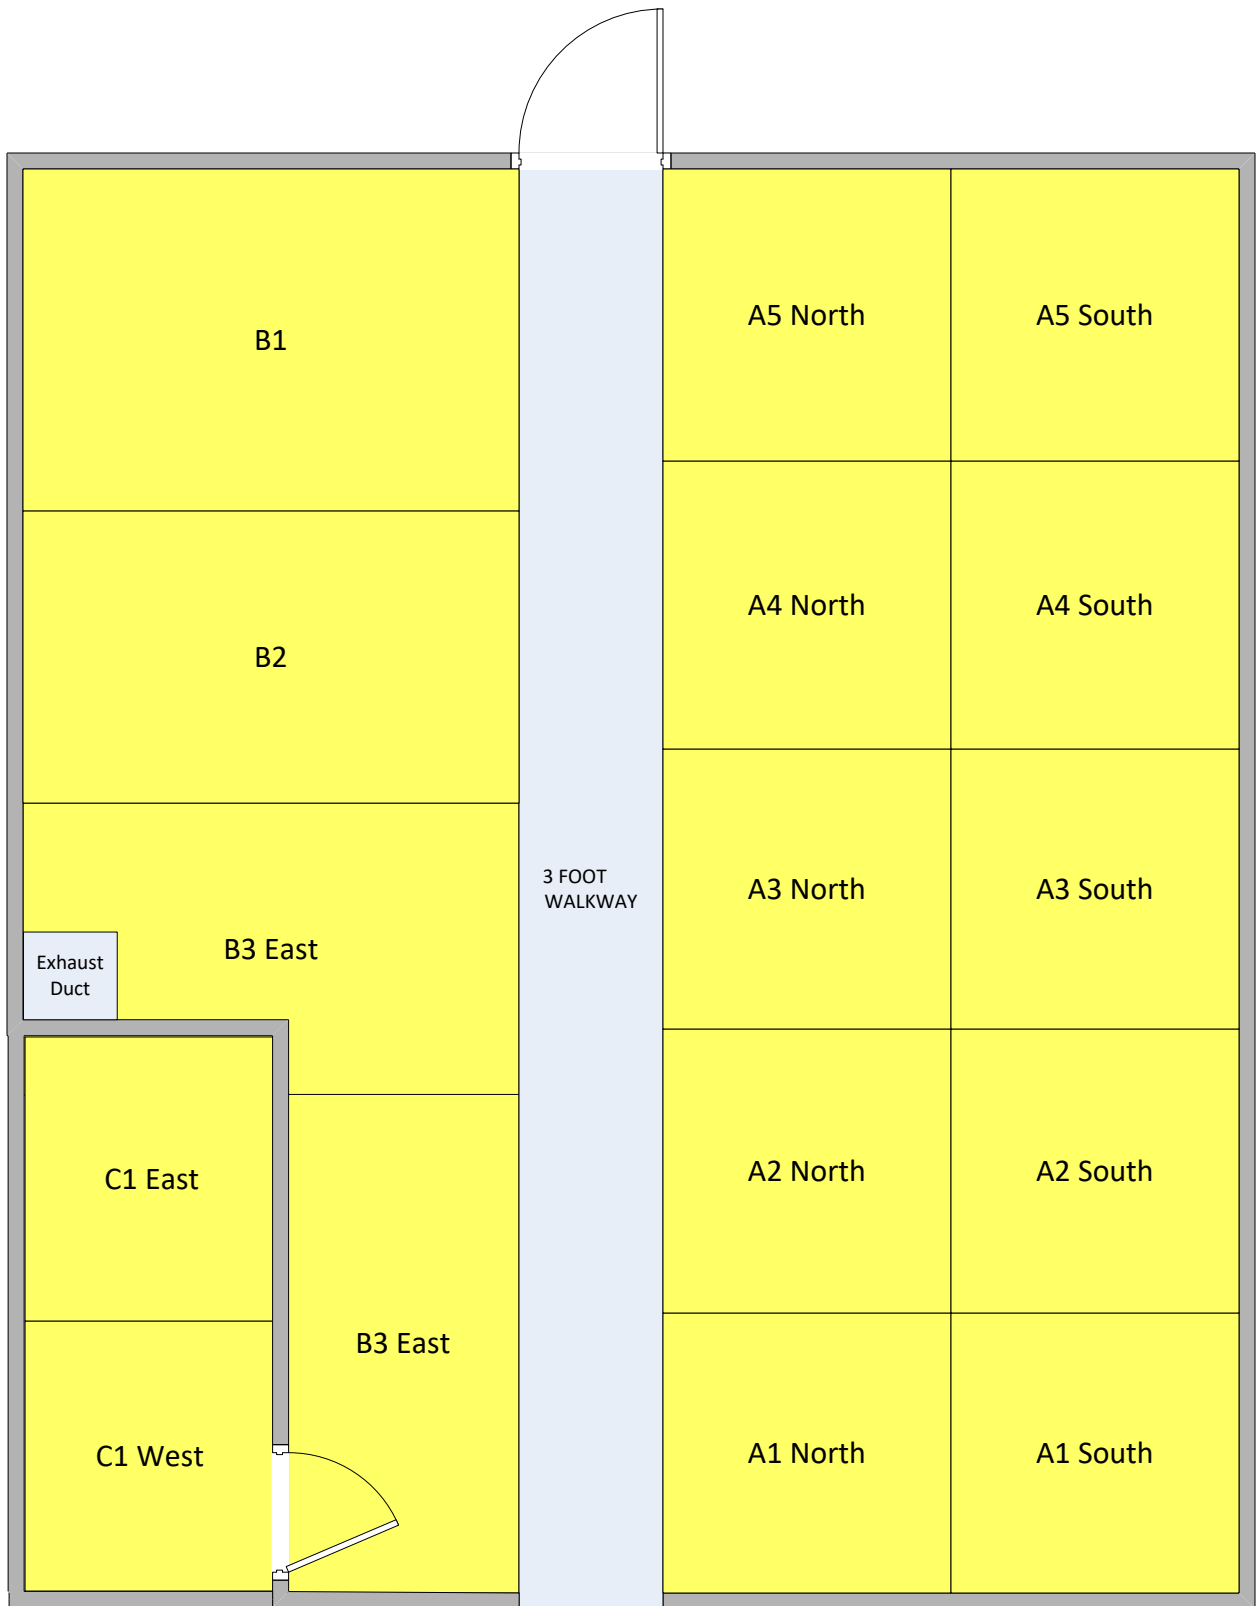 B1
A5 North
A5 South
B2
A4 North
A4 South
3 FOOT
WALKWAY
A3 North
A3 South
B3 East
Exhaust
Duct
C1 East
A2 North
A2 South
B3 East
C1 West
A1 North
A1 South